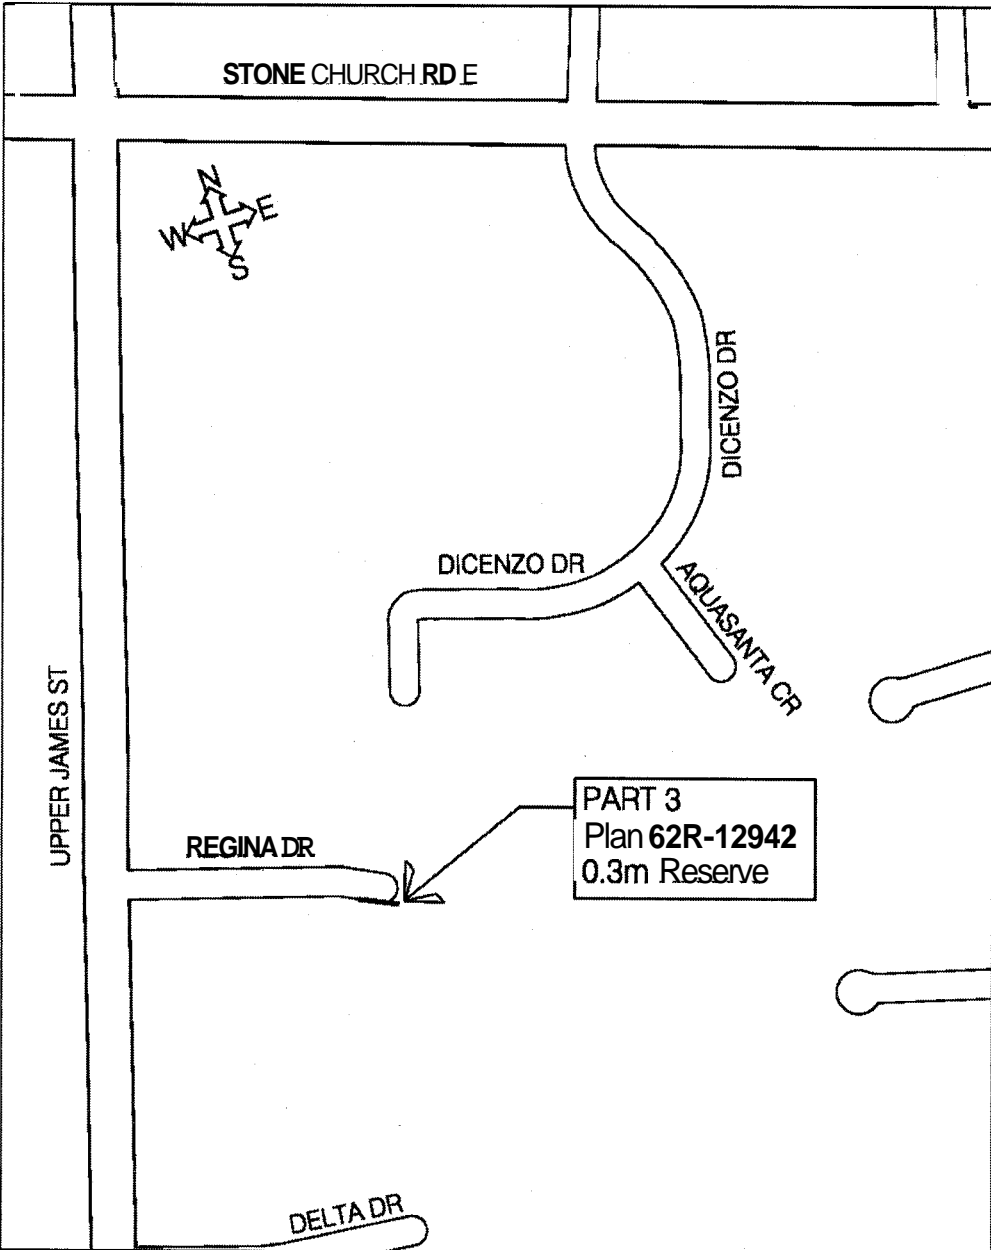 STONE CHURCH RD E
N
E
W
S
DICENZO DR
DICENZO DR
AQUASANTA CR
UPPER JAMES ST
PART 3
Plan 62R-12942
0.3m Reserve
REGINA DR
DELTA DR